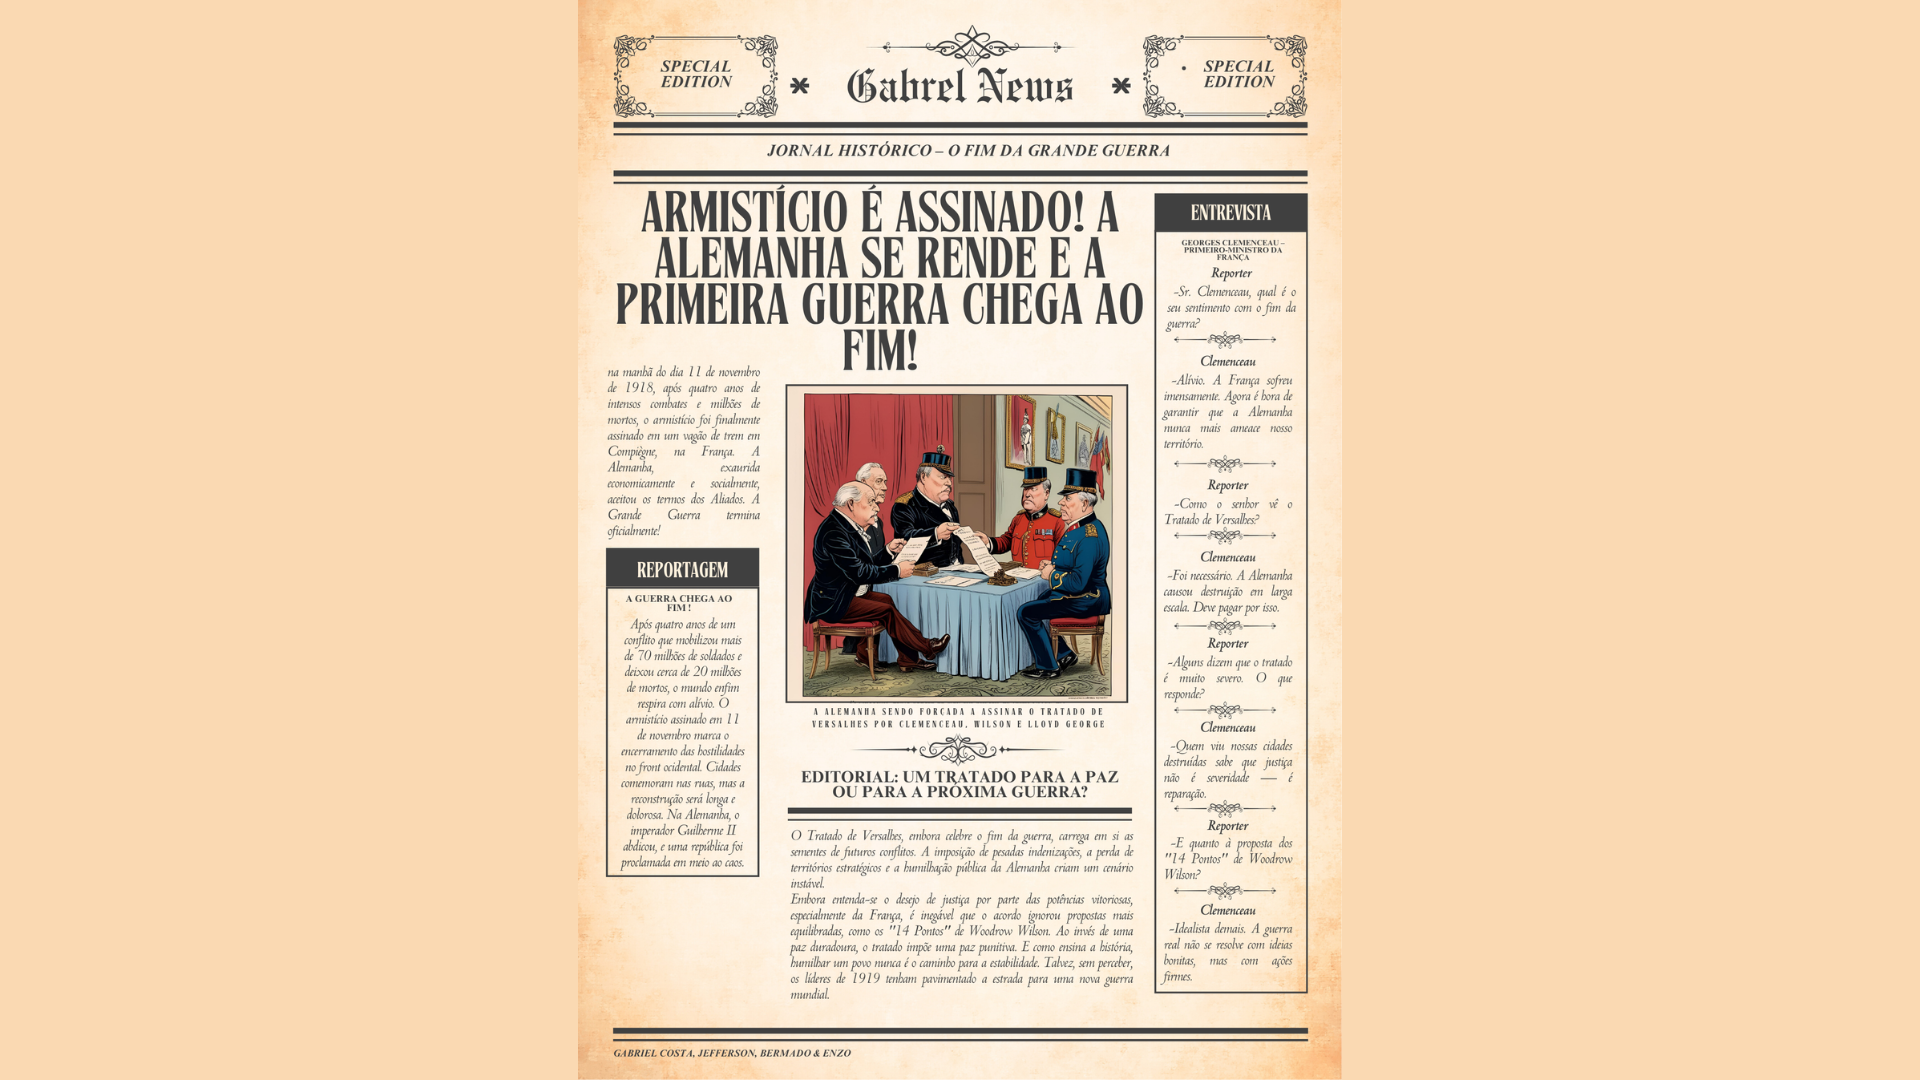 SPECIAL
EDITION
Gabrel News
• SPECIAL
EDITION
JORNAL HISTÓRICO – O FIM DA GRANDE GUERRA
ARMISTÍCIO É ASSINADO! A
ALEMANHA SE RENDE E A
PRIMEIRA GUERRA CHEGA AO
FIM!
na manhã do dia 11 de novembro
de 1918, após quatro anos de
intensos combates e milhões de
mortos, o armistício foi finalmente
assinado em um vagão de trem em
Compiègne, na França. A
Alemanha, exaurida
economicamente e socialmente,
aceitou os termos dos Aliados. A
Grande Guerra termina
oficialmente!
REPORTAGEM
A GUERRA CHEGA AO
FIM !
Após quatro anos de um
conflito que mobilizou mais
de 70 milhões de soldados e
deixou cerca de 20 milhões
de mortos, o mundo enfim
respira com alívio. O
armistício assinado em 11
de novembro marca o
encerramento das hostilidades
no front ocidental. Cidades
comemoram nas ruas, mas a
reconstrução será longa e
dolorosa. Na Alemanha, o
imperador Guilherme II
abdicou, e uma república foi
proclamada em meio ao caos.
A ALEMANHA SENDO FORÇADA A ASSINAR O TRATADO DE
VERSALHES POR CLEMENCEAU, WILSON E LLOYD GEORGE
EDITORIAL: UM TRATADO PARA A PAZ
OU PARA A PRÓXIMA GUERRA?
O Tratado de Versalhes, embora celebre o fim da guerra, carrega em si as
sementes de futuros conflitos. A imposição de pesadas indenizações, a perda de
territórios estratégicos e a humilhação pública da Alemanha criam um cenário
instável.
Embora entenda-se o desejo de justiça por parte das potências vitoriosas,
especialmente da França, é inegável que o acordo ignorou propostas mais
equilibradas, como os "14 Pontos" de Woodrow Wilson. Ao invés de uma
paz duradoura, o tratado impõe uma paz punitiva. E como ensina a história,
humilhar um povo nunca é o caminho para a estabilidade. Talvez, sem perceber,
os líderes de 1919 tenham pavimentado a estrada para uma nova guerra
mundial.
ENTREVISTA
GEORGES CLEMENCEAU –
PRIMEIRO-MINISTRO DA
FRANÇA
Reporter
-Sr. Clemenceau, qual é o
seu sentimento com o fim da
guerra?
Clemenceau
-Alívio. A França sofreu
imensamente. Agora é hora de
garantir que a Alemanha
nunca mais ameace nosso
território.
Reporter
-Como o senhor vê o
Tratado de Versalhes?
Clemenceau
-Foi necessário. A Alemanha
causou destruição em larga
escala. Deve pagar por isso.
Reporter
-Alguns dizem que o tratado
é muito severo. O que
responde?
Clemenceau
-Quem viu nossas cidades
destruídas sabe que justiça
não é severidade — é
reparação.
Reporter
-E quanto à proposta dos
"14 Pontos" de Woodrow
Wilson?
Clemenceau
-Idealista demais. A guerra
real não se resolve com ideias
bonitas, mas com ações
firmes.
GABRIEL COSTA, JEFFERSON, BERMADO & ENZO